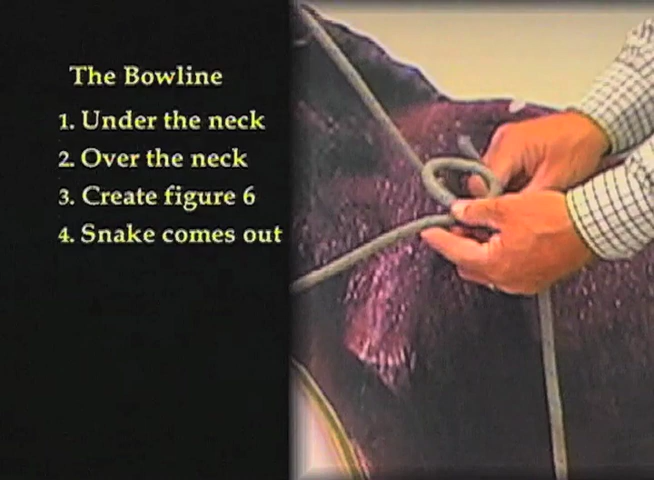 The Bowline
1. Under the neck
2. Over the neck
3. Create figure 6
4. Snake comes out